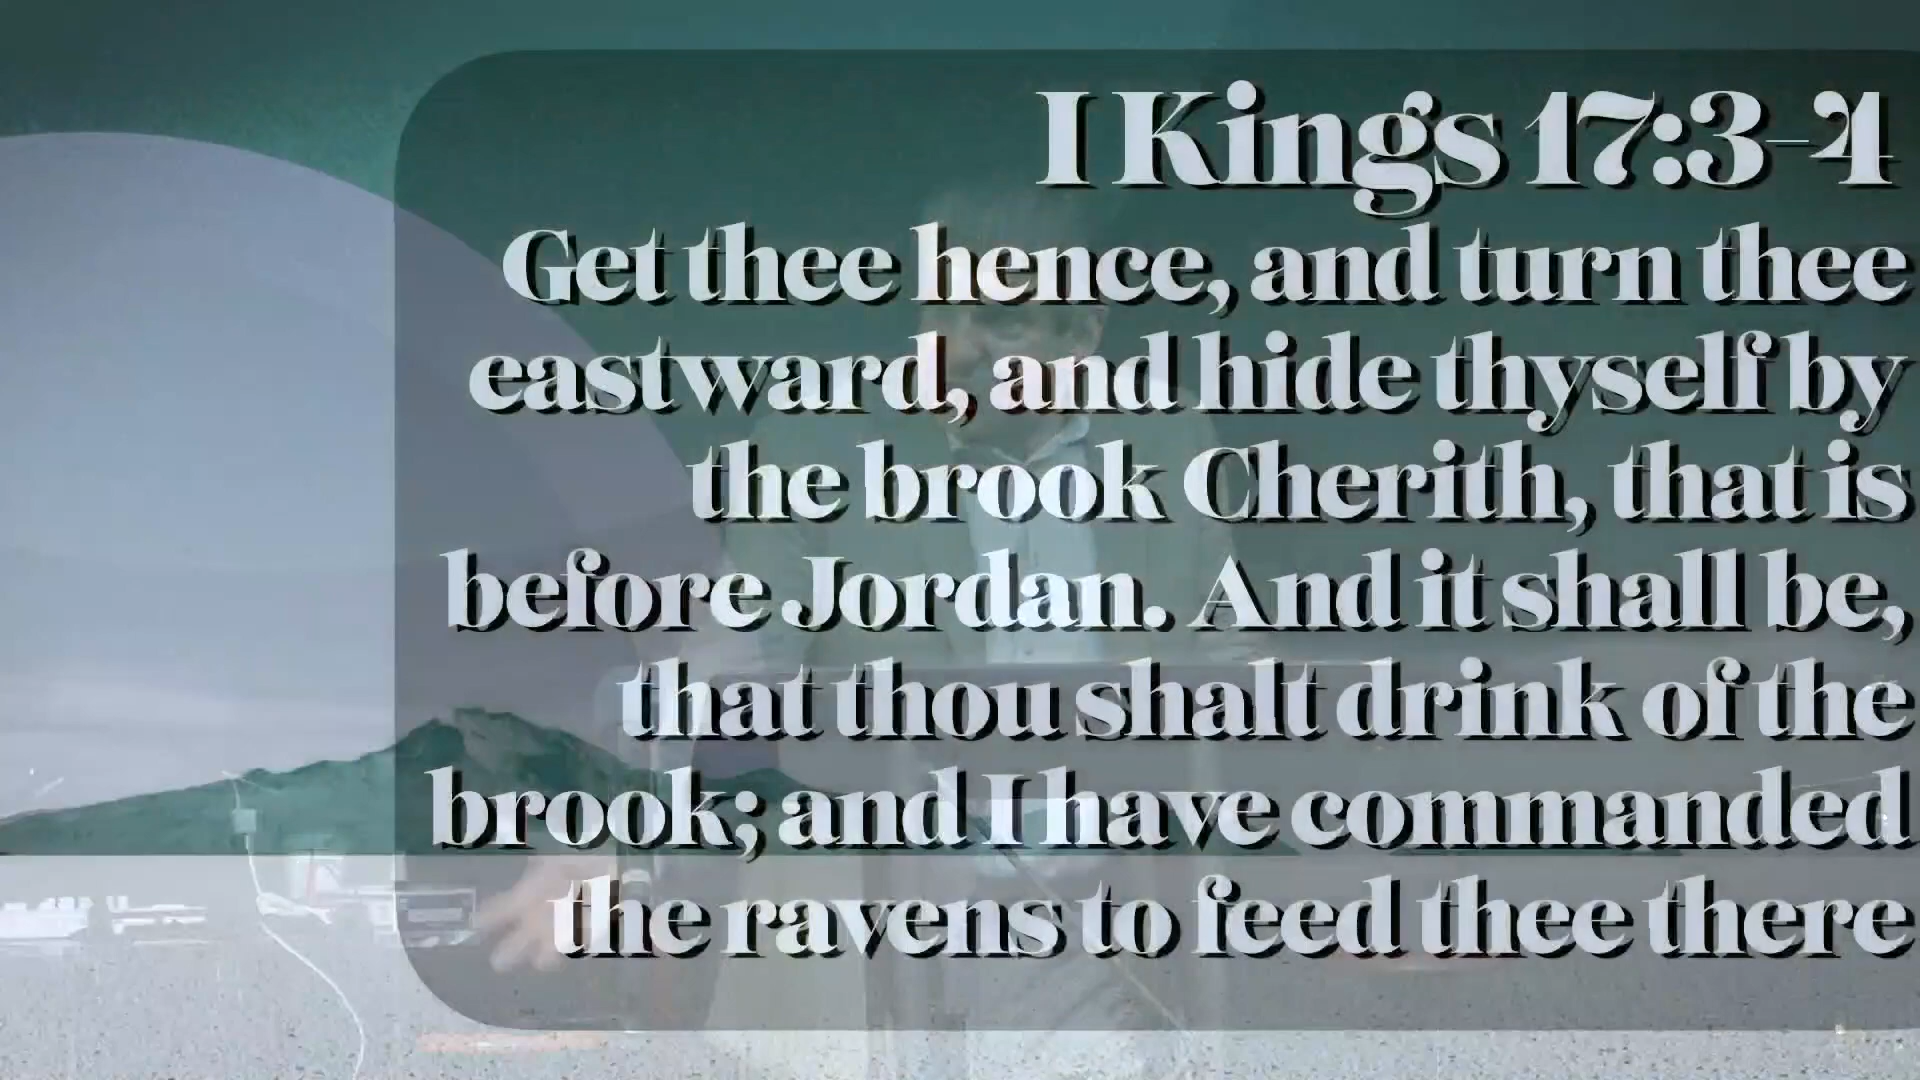 I Kings 17:3-4
Get thee hence, and turn thee
eastward, and hide thyself by
the brook Cherith, that is
before Jordan. And it shall be,
that thou shalt drink of the
brook; and I have commanded
the ravens to feed thee there